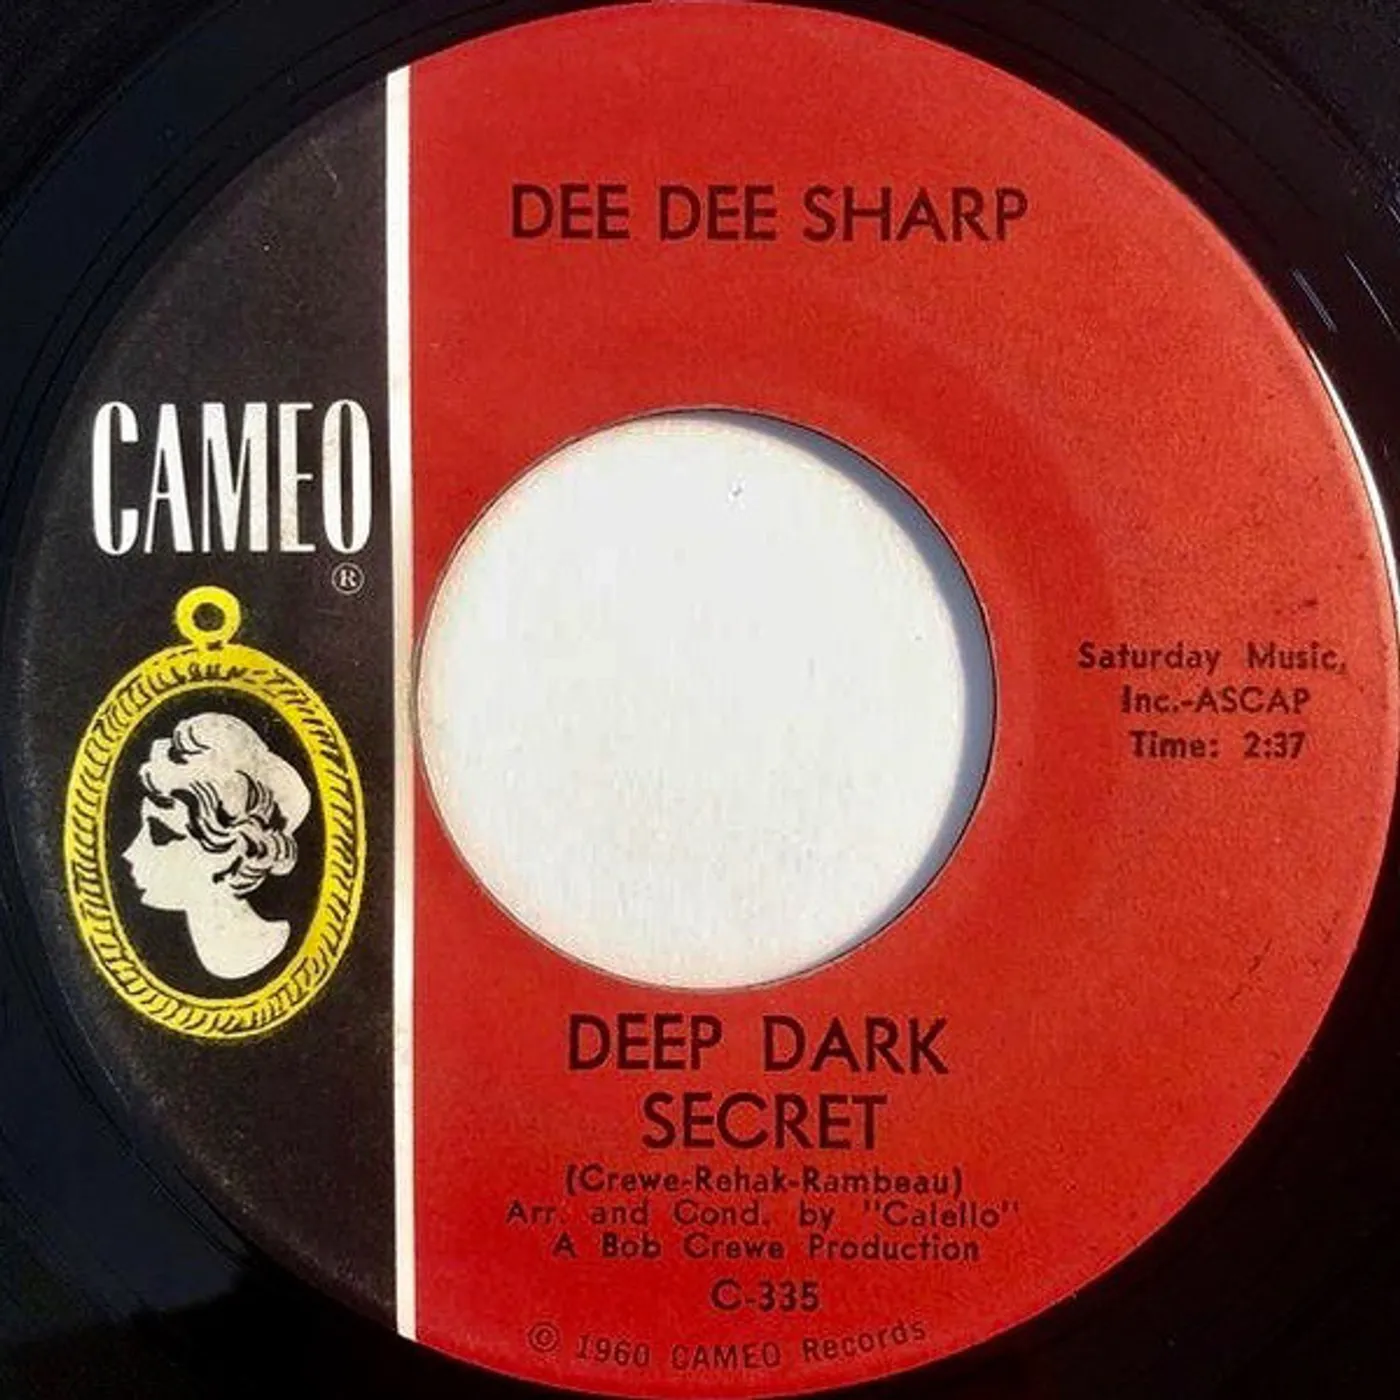 DEE DEE SHARP
CAMEO
®
Saturday Music,
Inc.-ASCAP
Time: 2:37
DEEP DARK
SECRET
(Crewe-Rehak-Rambeau)
Arr. and Cond. by "Calello"
A Bob Crewe Production
C-335
© 1960 CAMEO Records